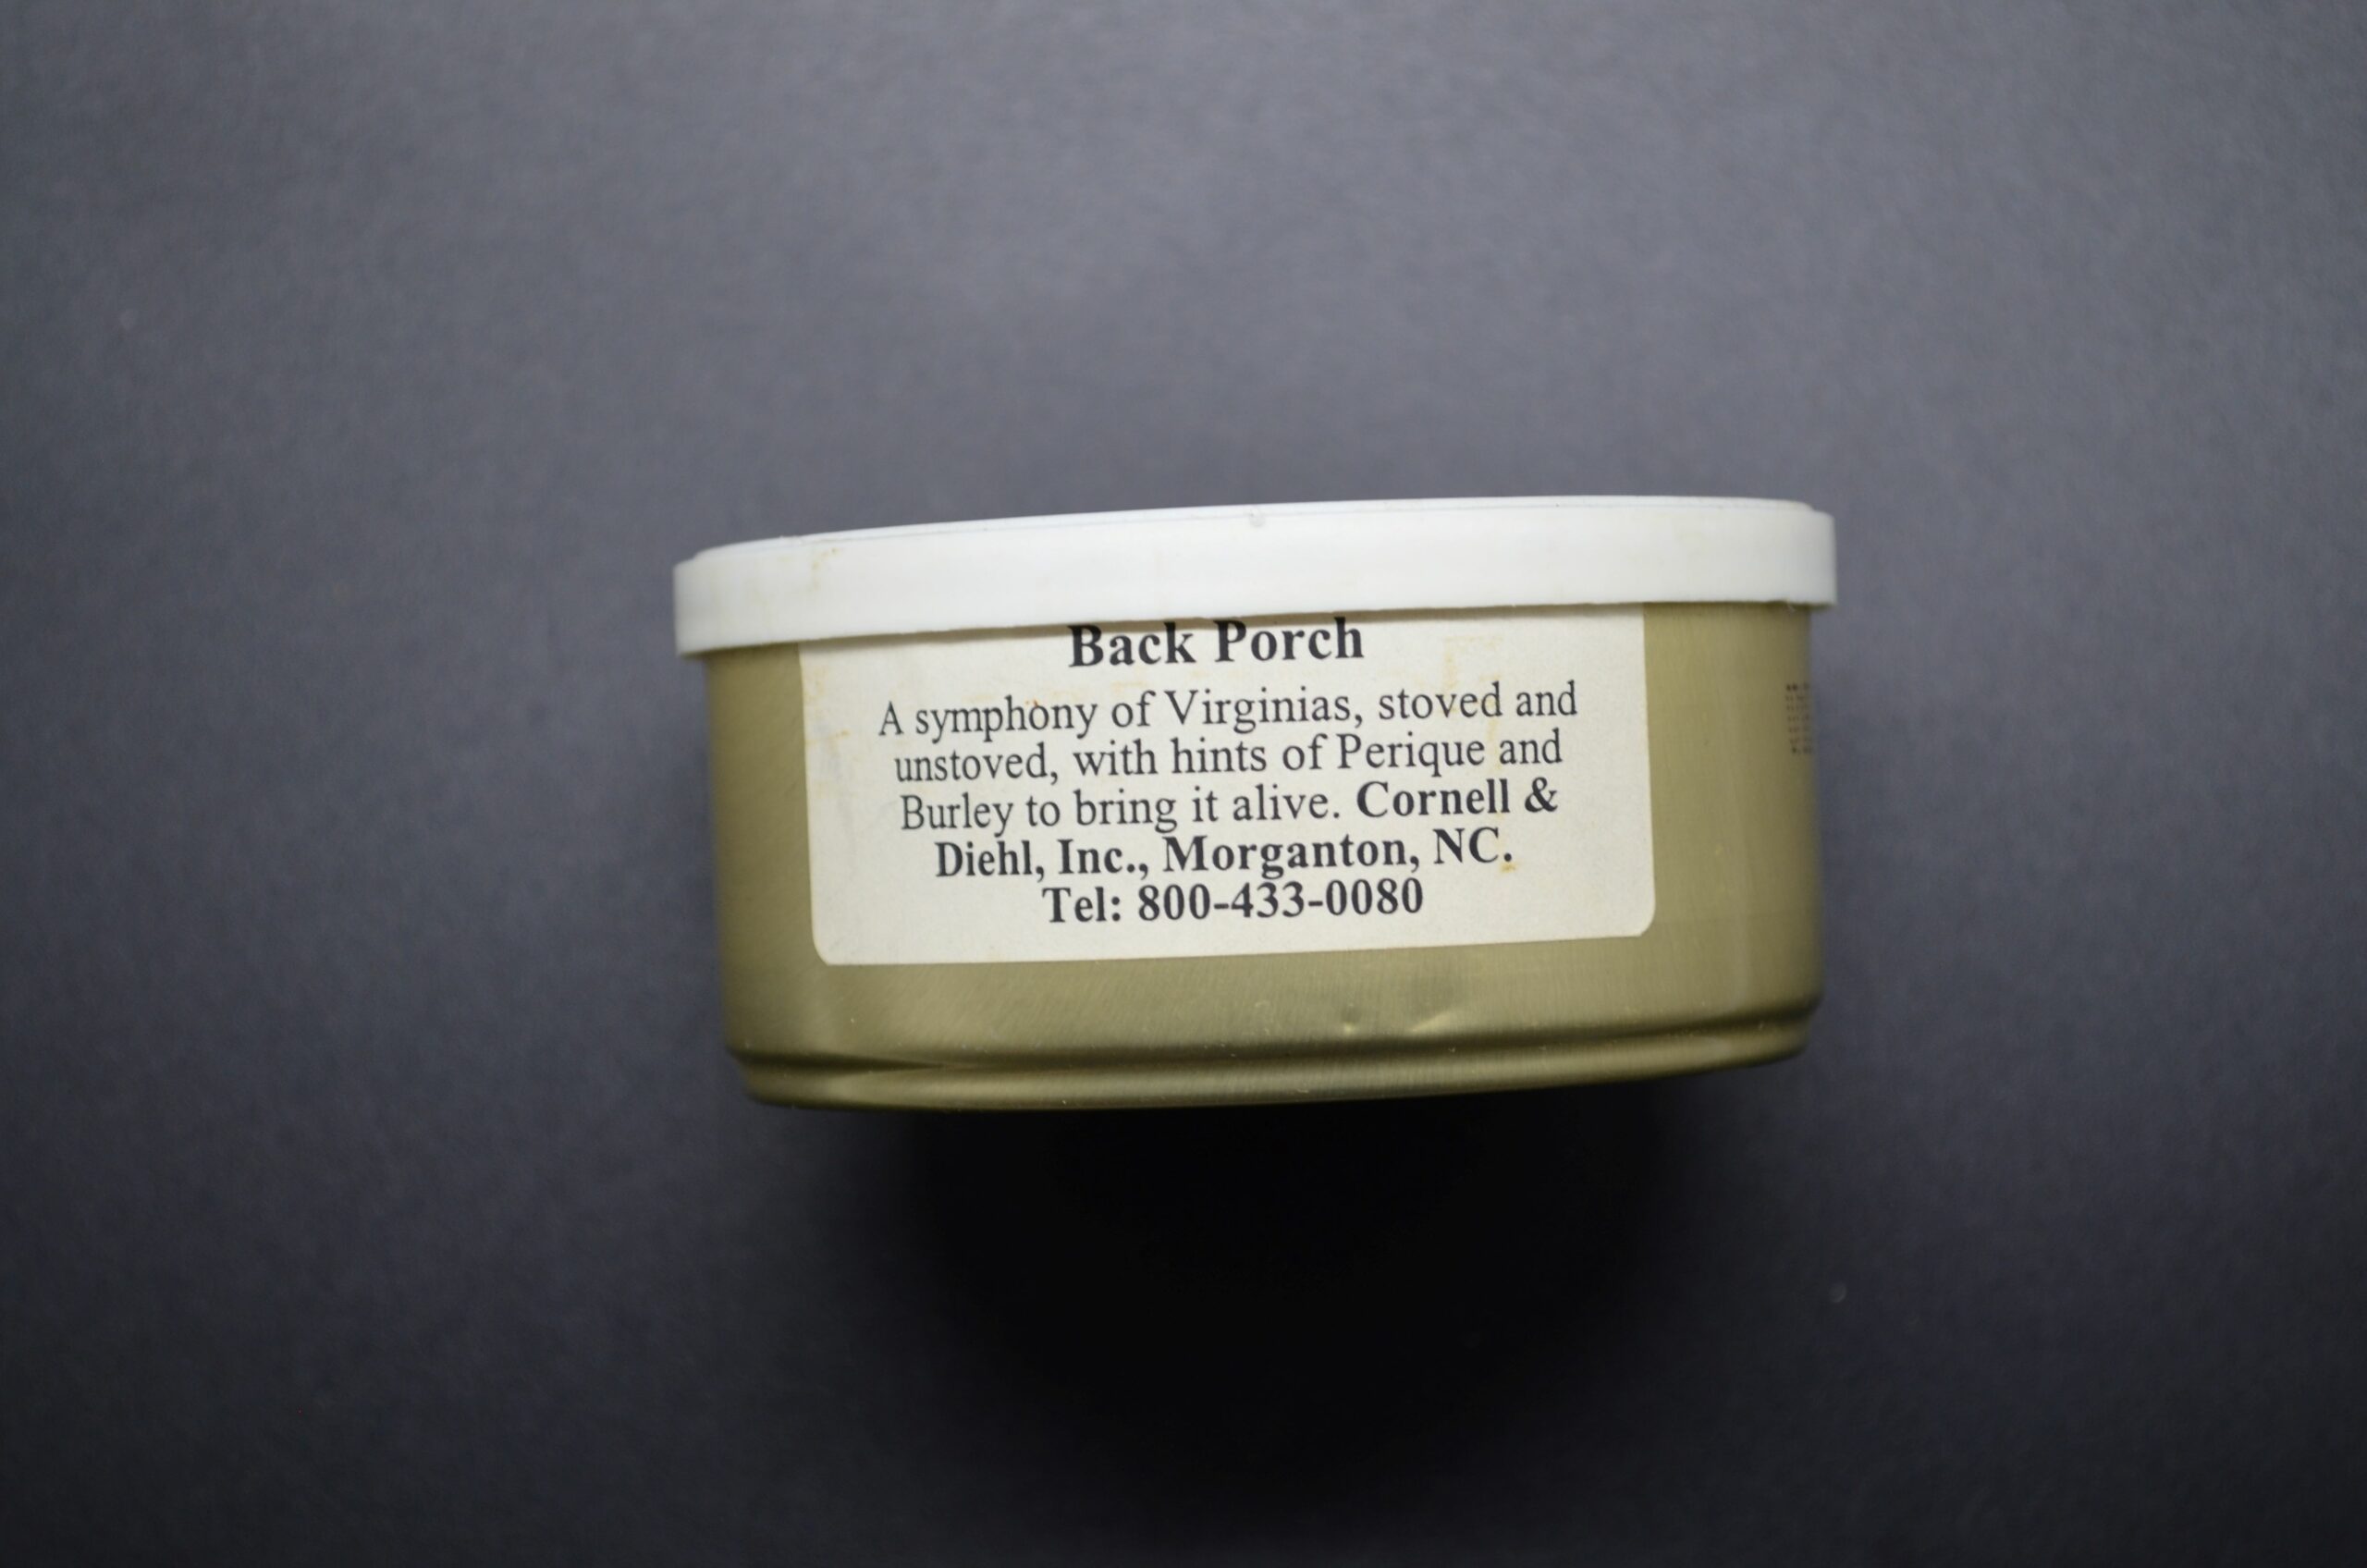 Back Porch
A symphony of Virginias, stoved and
unstoved, with hints of Perique and
Burley to bring it alive. Cornell &
Diehl, Inc., Morganton, NC.
Tel: 800-433-0080